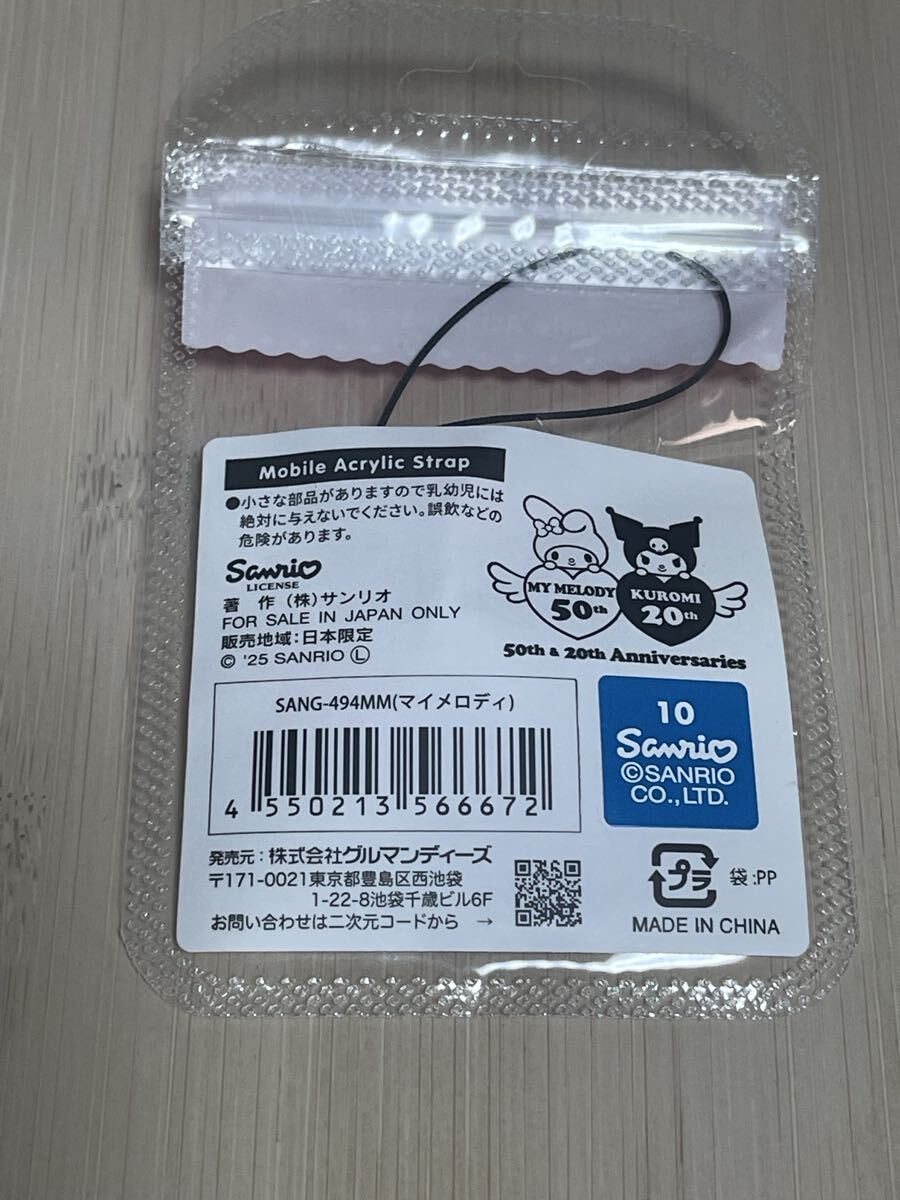 Mobile Acrylic Strap
●小さな部品がありますので乳幼児には
絶対に与えないでください。誤飲などの
危険があります。
Sanrio
LICENSE
著　作 (株)サンリオ
FOR SALE IN JAPAN ONLY
販売地域：日本限定
© '25 SANRIO Ⓛ
MY MELODY
50th
KUROMI
20th
50th & 20th Anniversaries
SANG-494MM(マイメロディ)
4 550213 566672
10
Sanrio
©SANRIO
CO.,LTD.
発売元：株式会社グルマンディーズ
〒171-0021東京都豊島区西池袋
1-22-8池袋千歳ビル6F
お問い合わせは二次元コードから →
プラ
袋:PP
MADE IN CHINA